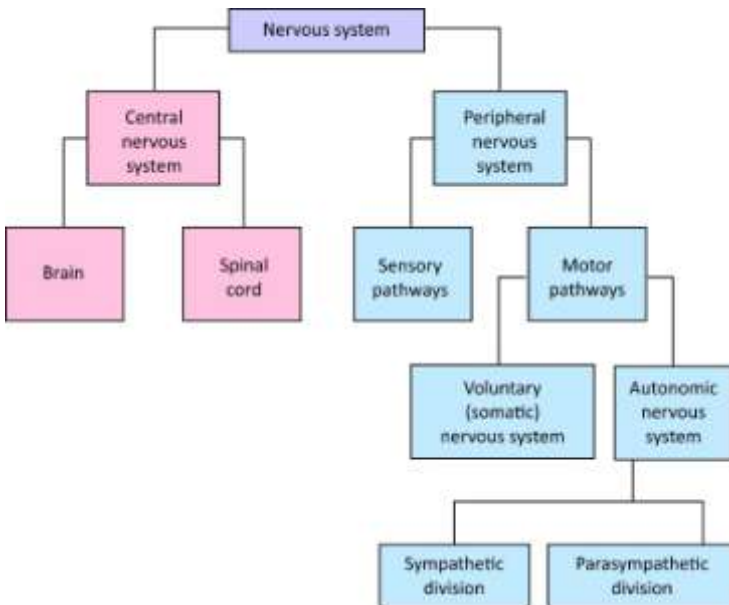 Nervous system
Central
nervous
system
Peripheral
nervous
system
Brain
Spinal
cord
Sensory
pathways
Motor
pathways
Voluntary
(somatic)
nervous system
Autonomic
nervous
system
Sympathetic
division
Parasympathetic
division